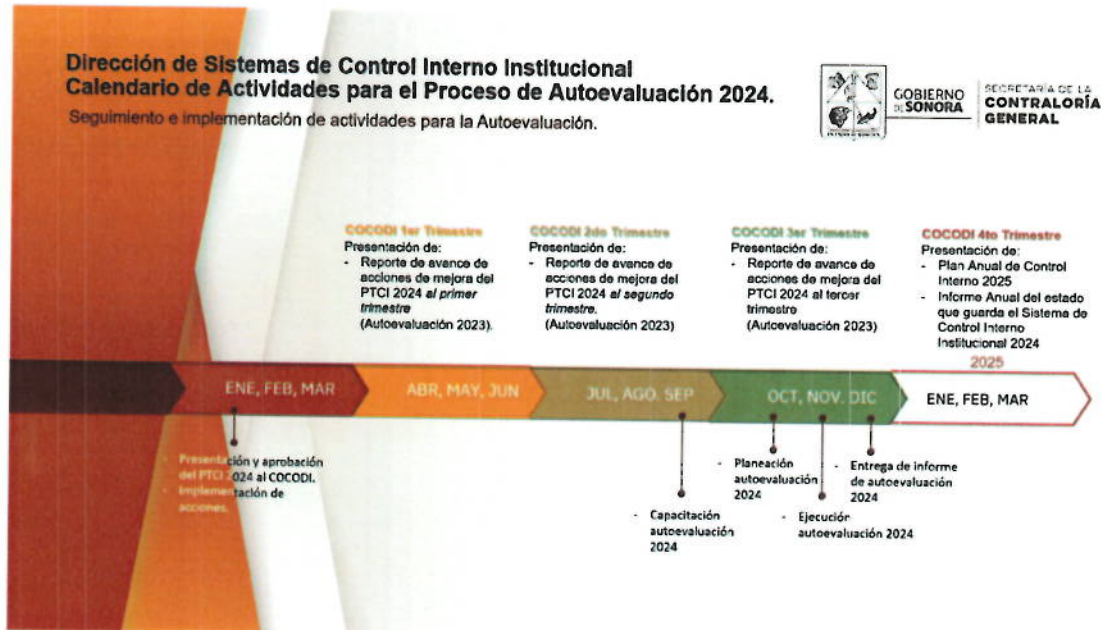 Dirección de Sistemas de Control Interno Institucional
Calendario de Actividades para el Proceso de Autoevaluación 2024.
Seguimiento e implementación de actividades para la Autoevaluación.
GOBIERNO
DE SONORA
SECRETARÍA DE LA
CONTRALORÍA
GENERAL
COCODI 1er Trimestre
Presentación de:
- Reporte de avance de
acciones de mejora del
PTCI 2024 al primer
trimestre
(Autoevaluación 2023).
COCODI 2do Trimestre
Presentación de:
- Reporte de avance de
acciones de mejora del
PTCI 2024 al segundo
trimestre.
(Autoevaluación 2023)
COCODI 3er Trimestre
Presentación de:
- Reporte de avance de
acciones de mejora del
PTCI 2024 al tercer
trimestre
(Autoevaluación 2023)
COCODI 4to Trimestre
Presentación de:
- Plan Anual de Control
Interno 2025
- Informe Anual del estado
que guarda el Sistema de
Control Interno
Institucional 2024
2025
ENE, FEB, MAR
ABR, MAY, JUN
JUL, AGO. SEP
OCT, NOV. DIC
ENE, FEB, MAR
- Presentación y aprobación
del PTCI 2024 al COCODI.
- Implementación de
acciones.
- Capacitación
autoevaluación
2024
- Planeación
autoevaluación
2024
- Ejecución
autoevaluación 2024
- Entrega de informe
de autoevaluación
2024